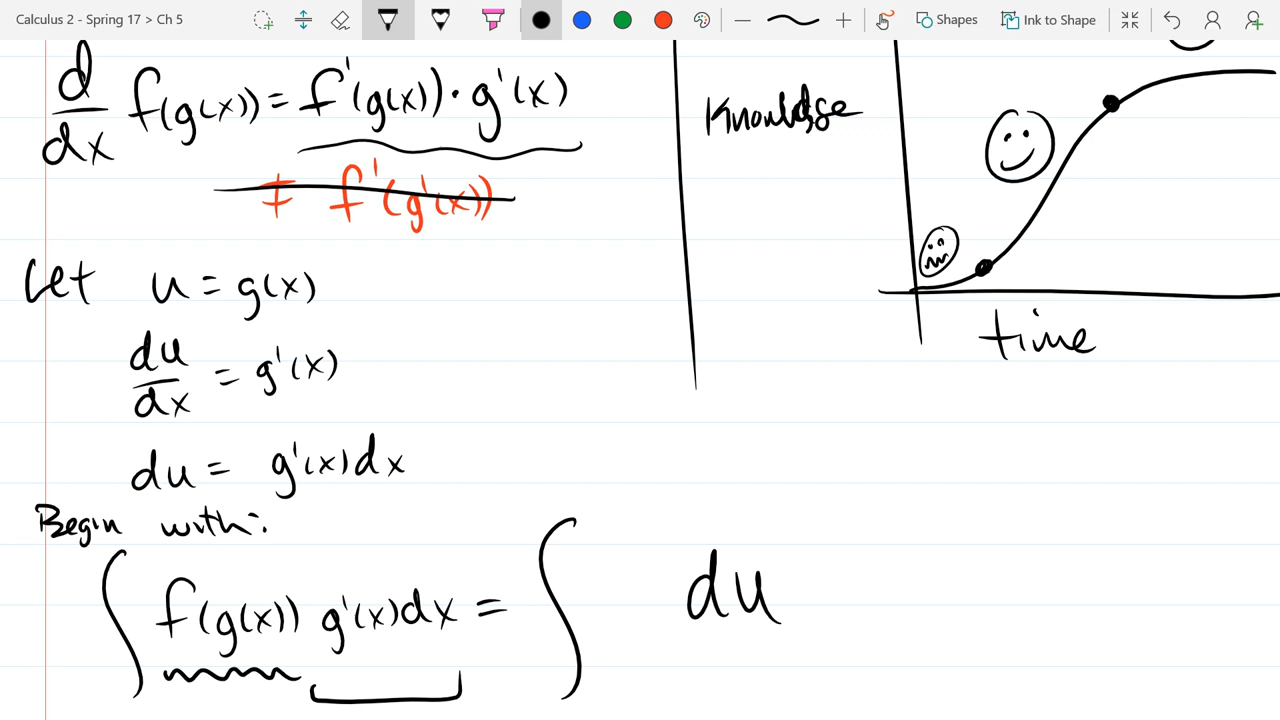 Calculus 2 - Spring 17 > Ch 5
Shapes
Ink to Shape
d/dx f(g(x)) = f'(g(x)) · g'(x)
≠ f'(g'(x))
Let u = g(x)
du/dx = g'(x)
du = g'(x)dx
Begin with:
∫ f(g(x)) g'(x)dx = ∫ du
Knowledge
time